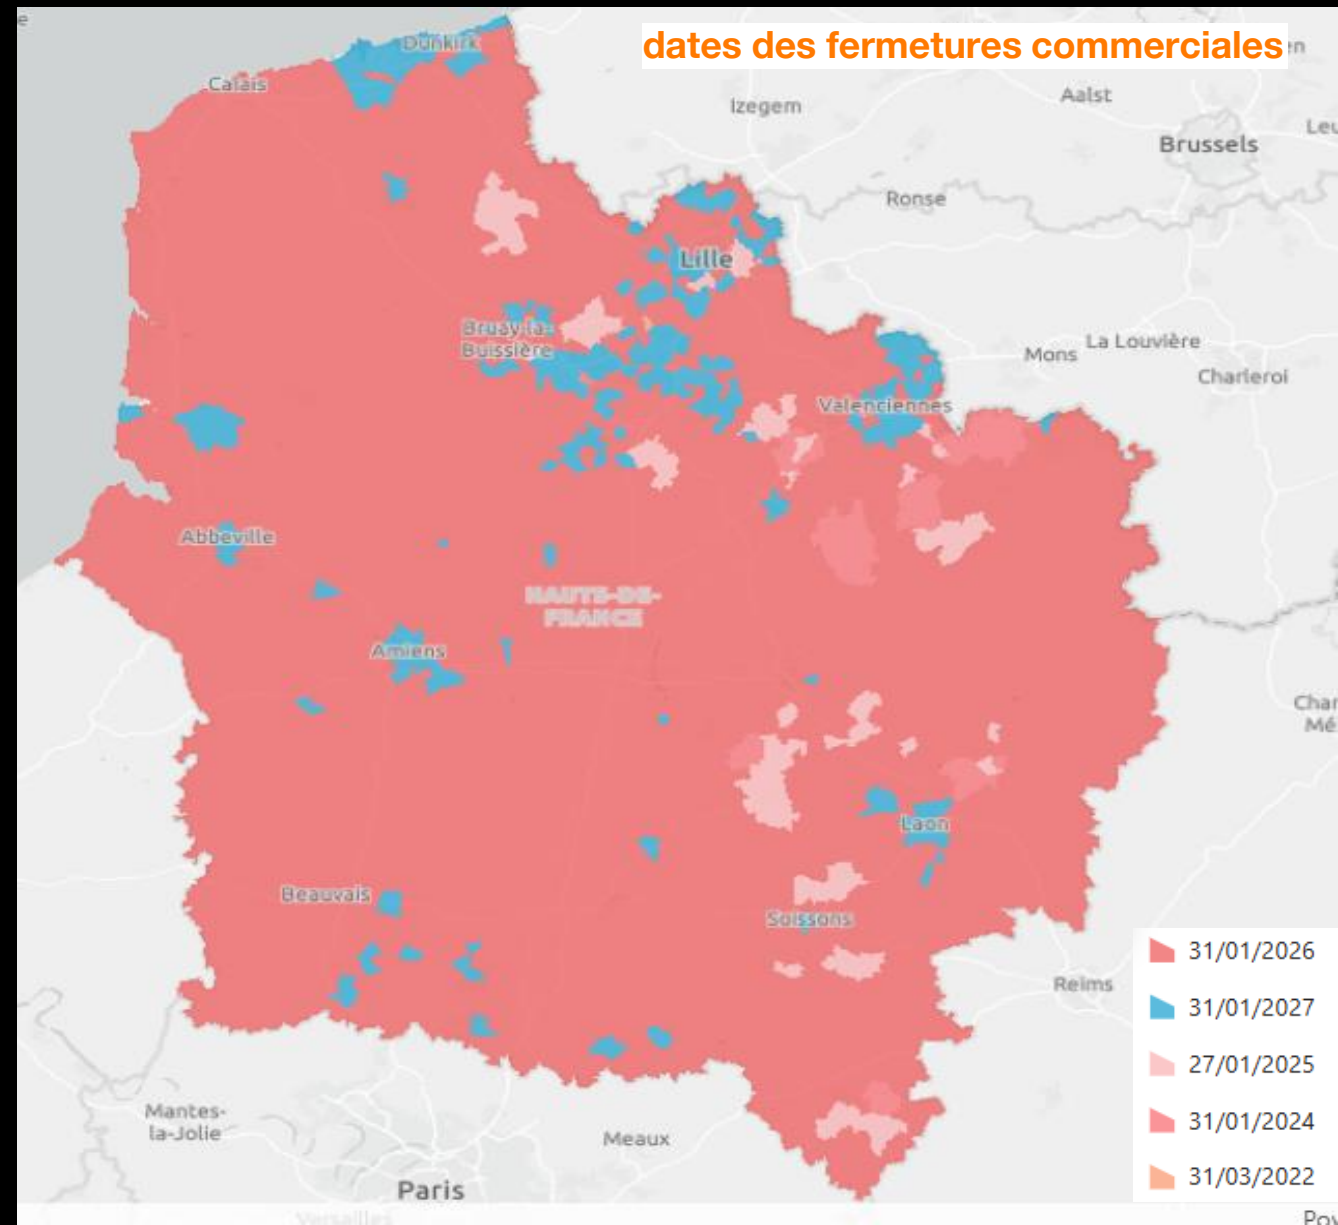 dates des fermetures commerciales
Dunkirk
Calais
Izegem
Aalst
Brussels
Ronse
Lille
Bruay-la-
Buissière
Mons
La Louvière
Charleroi
Valenciennes
Abbeville
HAUTS-DE-
FRANCE
Amiens
Laon
Beauvais
Soissons
Reims
Mantes-
la-Jolie
Meaux
Paris
Versailles
31/01/2026
31/01/2027
27/01/2025
31/01/2024
31/03/2022